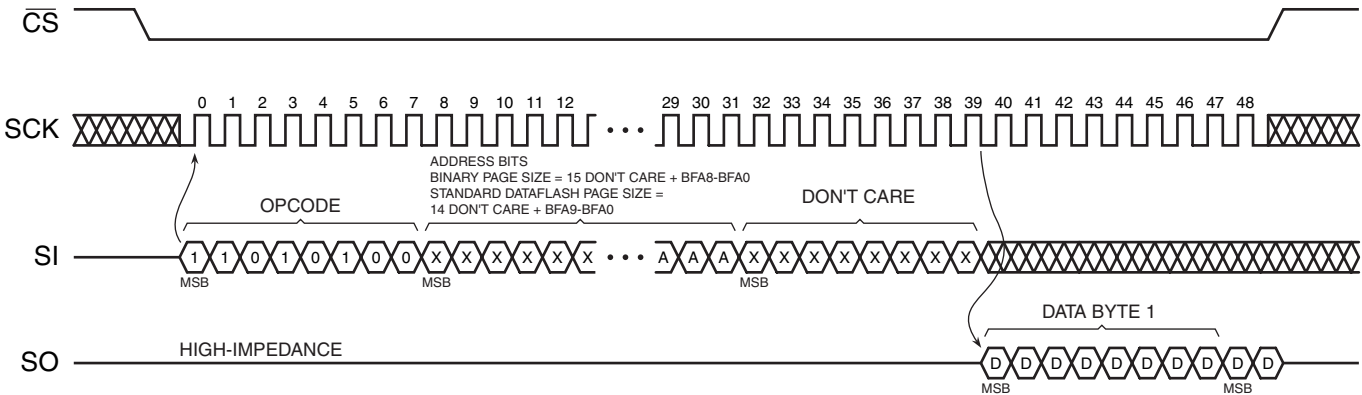 CS
SCK
0 1 2 3 4 5 6 7 8 9 10 11 12 29 30 31 32 33 34 35 36 37 38 39 40 41 42 43 44 45 46 47 48
ADDRESS BITS
BINARY PAGE SIZE = 15 DON'T CARE + BFA8-BFA0
STANDARD DATAFLASH PAGE SIZE =
14 DON'T CARE + BFA9-BFA0
OPCODE
DON'T CARE
SI
1 1 0 1 0 1 0 0 X X X X X X A A A X X X X X X X X
MSB MSB MSB
DATA BYTE 1
SO
HIGH-IMPEDANCE
D D D D D D D D D D
MSB MSB